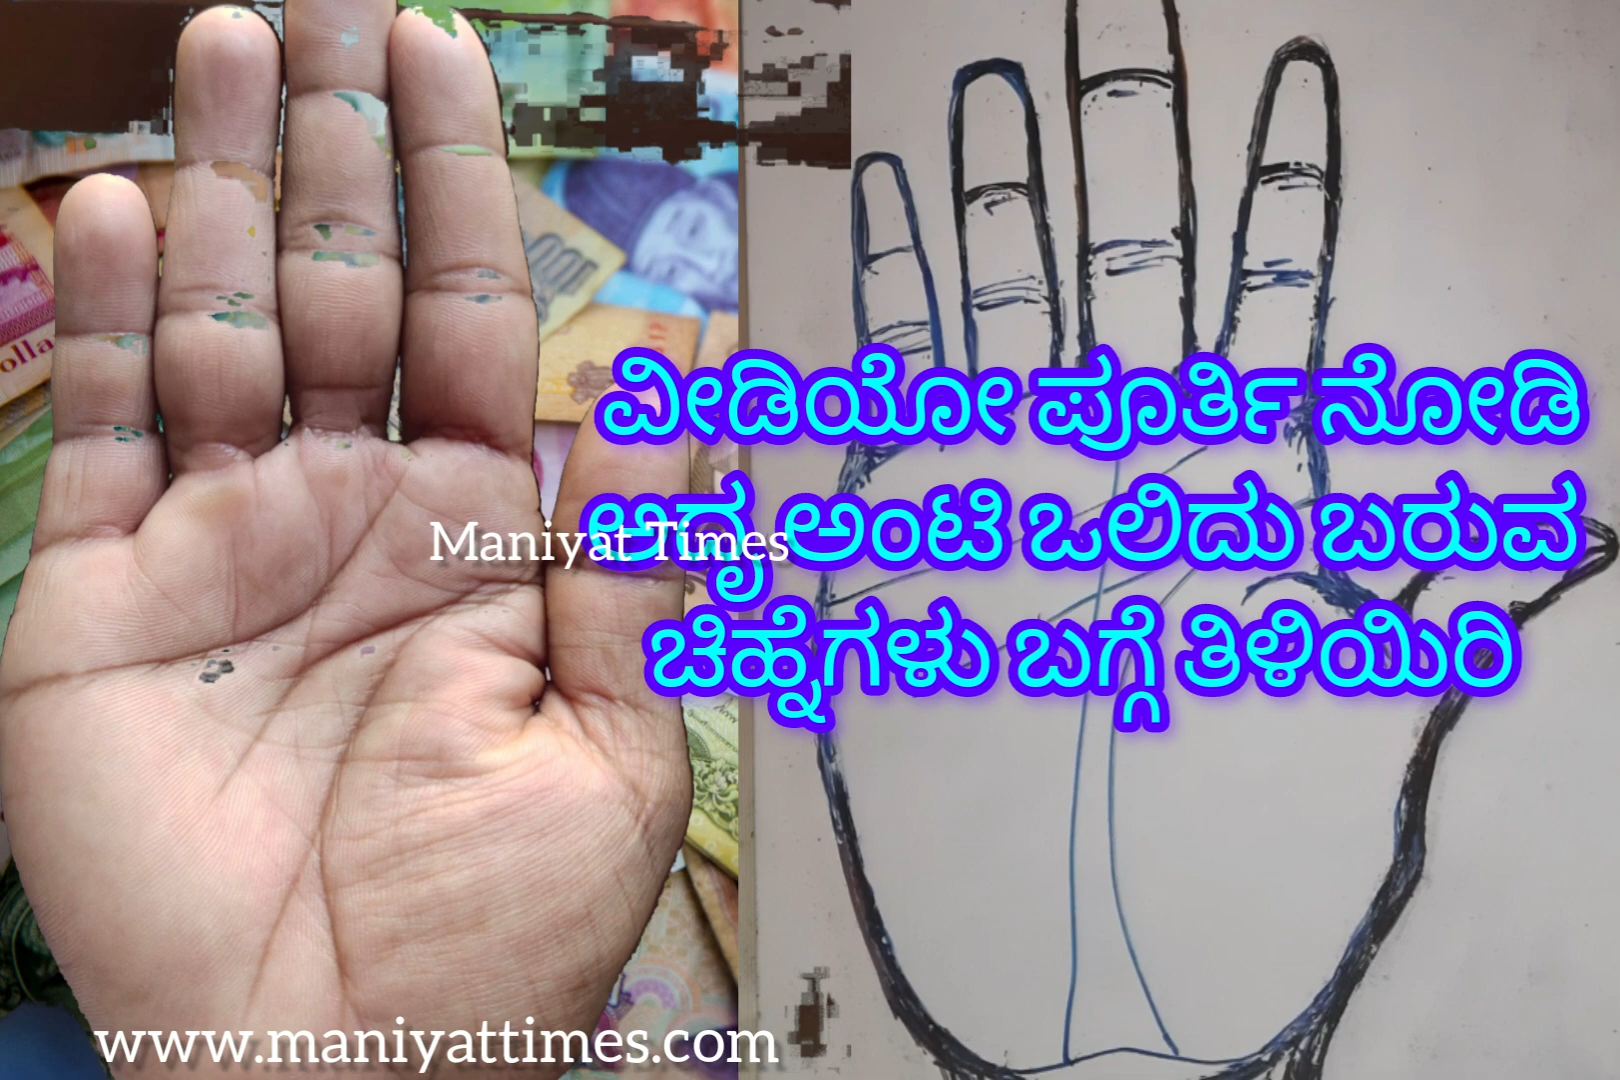 ವೀಡಿಯೋ ಪೂರ್ತಿ ನೋಡಿ
ಅಂಟಿ ಒಲಿದು ಬರುವ
ಚಿಹ್ನೆಗಳು ಬಗ್ಗೆ ತಿಳಿಯಿರಿ
Maniyat Times
www.maniyattimes.com